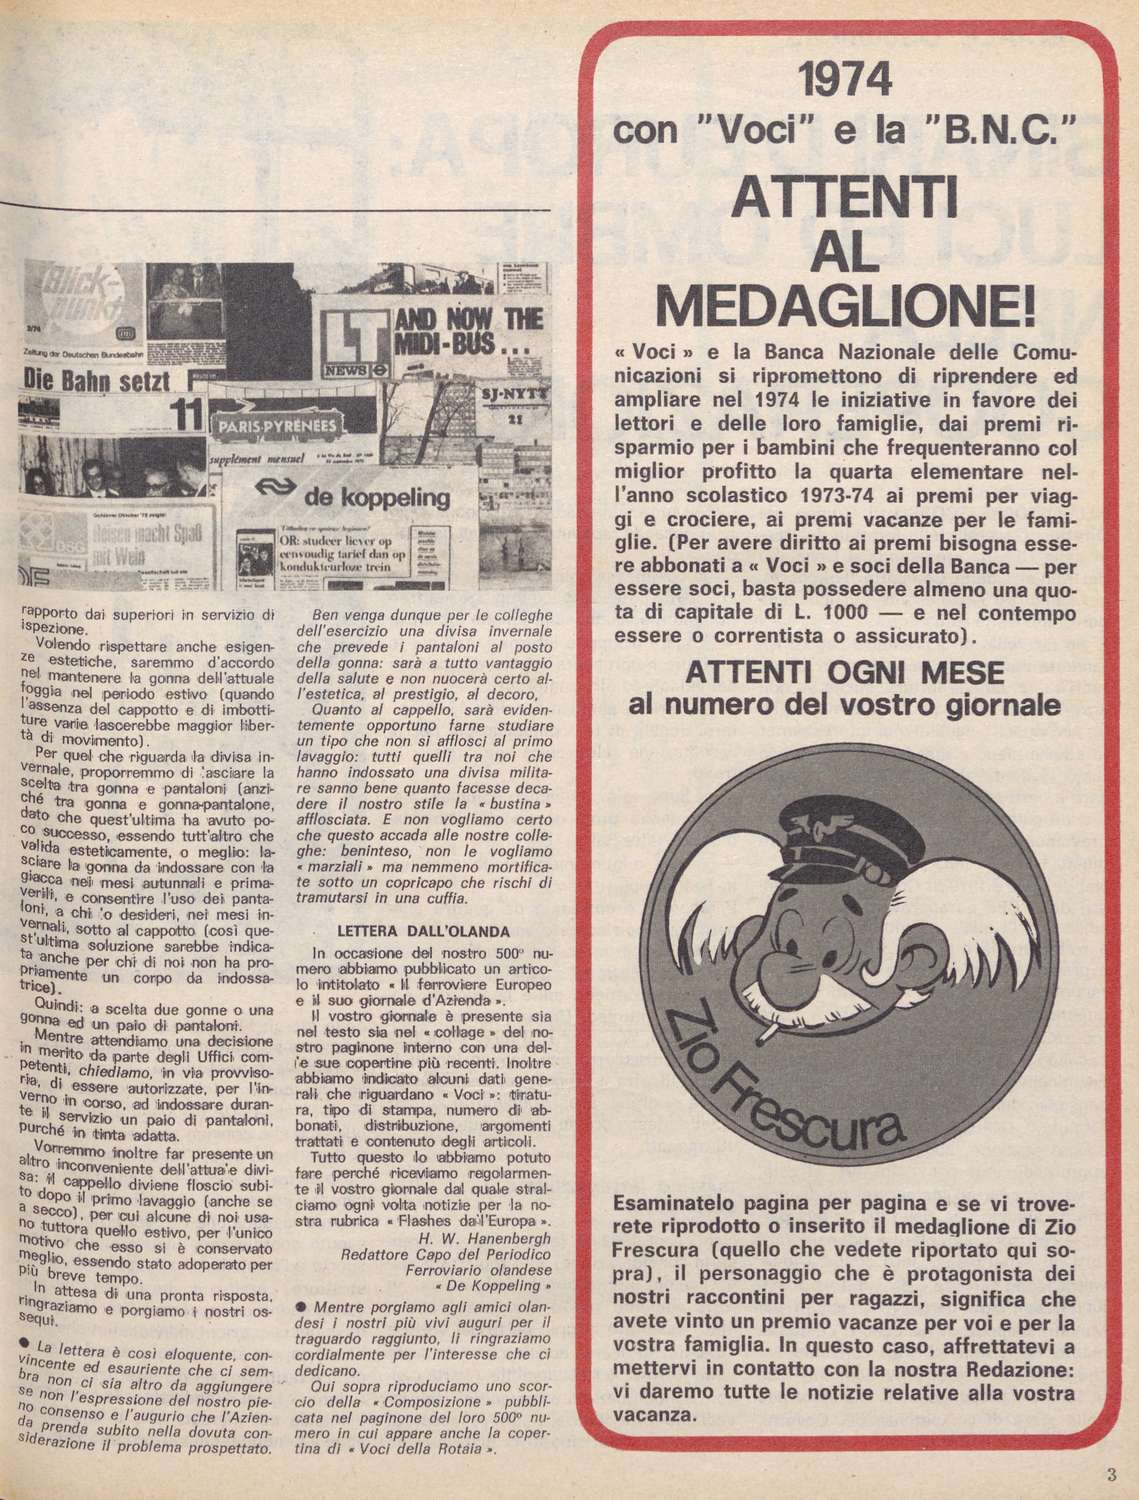 Blick-
punkt
2/74
Zeitung der Deutschen Bundesbahn
Die Bahn setzt
11
LT
NEWS
AND NOW THE
MIDI-BUS ...
PARIS-PYRÉNÉES
supplément mensuel
SJ-NYTT
21
de koppeling
OR: studeer liever op
eenvoudig tarief dan op
konduktetrloze trein
Reisen macht Spaß
mit Wein
DSG
rapporto dai superiori in servizio di
ispezione.
Volendo rispettare anche esigen-
ze estetiche, saremmo d'accordo
nel mantenere la gonna dell'attuale
foggia nel periodo estivo (quando
l'assenza del cappotto e di imbotti-
ture varie lascerebbe maggior liber-
tà di movimento).
Per quel che riguarda la divisa in-
vernale, proporremmo di lasciare la
scelta tra gonna e pantaloni (anzi-
ché tra gonna e gonna-pantalone,
dato che quest'ultima ha avuto po-
co successo, essendo tutt'altro che
valida esteticamente, o meglio: la-
sciare la gonna da indossare con la
giacca nei mesi autunnali e prima-
verili, e consentire l'uso dei panta-
loni, a chi lo desideri, nei mesi in-
vernali, sotto al cappotto (così que-
st'ultima soluzione sarebbe indica-
ta anche per chi di noi non ha pro-
priamente un corpo da indossa-
trice).
Quindi: a scelta due gonne o una
gonna ed un paio di pantaloni.
Mentre attendiamo una decisione
in merito da parte degli Uffici com-
petenti, chiediamo, in via provviso-
ria, di essere autorizzate, per l'in-
verno in corso, ad indossare duran-
te il servizio un paio di pantaloni,
purché in tinta adatta.
Vorremmo inoltre far presente un
altro inconveniente dell'attuale divi-
sa: il cappello diviene floscio subi-
to dopo il primo lavaggio (anche se
a secco), per cui alcune di noi usa-
no tuttora quello estivo, per l'unico
motivo che esso si è conservato
meglio, essendo stato adoperato per
più breve tempo.
In attesa di una pronta risposta,
ringraziamo e porgiamo i nostri os-
sequi.
● La lettera è così eloquente, con-
vincente ed esauriente che ci sem-
bra non ci sia altro da aggiungere
se non l'espressione del nostro pie-
no consenso e l'augurio che l'Azien-
da prenda subito nella dovuta con-
siderazione il problema prospettato.
Ben venga dunque per le colleghe
dell'esercizio una divisa invernale
che prevede i pantaloni al posto
della gonna: sarà a tutto vantaggio
della salute e non nuocerà certo al-
l'estetica, al prestigio, al decoro,
Quanto al cappello, sarà eviden-
temente opportuno farne studiare
un tipo che non si afflosci al primo
lavaggio: tutti quelli tra noi che
hanno indossato una divisa milita-
re sanno bene quanto facesse deca-
dere il nostro stile la « bustina »
afflosciata. E non vogliamo certo
che questo accada alle nostre colle-
ghe: beninteso, non le vogliamo
« marziali » ma nemmeno mortifica-
te sotto un copricapo che rischi di
tramutarsi in una cuffia.
LETTERA DALL'OLANDA
In occasione del nostro 500° nu-
mero abbiamo pubblicato un artico-
lo intitolato « Il ferroviere Europeo
e il suo giornale d'Azienda ».
Il vostro giornale è presente sia
nel testo sia nel « collage » del no-
stro paginone interno con una del-
le sue copertine più recenti. Inoltre
abbiamo indicato alcuni dati gene-
rali che riguardano « Voci »: tiratu-
ra, tipo di stampa, numero di ab-
bonati, distribuzione, argomenti
trattati e contenuto degli articoli.
Tutto questo lo abbiamo potuto
fare perché riceviamo regolarmen-
te il vostro giornale dal quale stral-
ciamo ogni volta notizie per la no-
stra rubrica « Flashes dall'Europa ».
H. W. Hanenbergh
Redattore Capo del Periodico
Ferroviario olandese
« De Koppeling »
● Mentre porgiamo agli amici olan-
desi i nostri più vivi auguri per il
traguardo raggiunto, li ringraziamo
cordialmente per l'interesse che ci
dedicano.
Qui sopra riproduciamo uno scor-
cio della « Composizione » pubbli-
cata nel paginone del loro 500° nu-
mero in cui appare anche la coper-
tina di « Voci della Rotaia ».
1974
con "Voci" e la "B.N.C."
ATTENTI
AL
MEDAGLIONE!
« Voci » e la Banca Nazionale delle Comu-
nicazioni si ripromettono di riprendere ed
ampliare nel 1974 le iniziative in favore dei
lettori e delle loro famiglie, dai premi ri-
sparmio per i bambini che frequenteranno col
miglior profitto la quarta elementare nel-
l'anno scolastico 1973-74 ai premi per viag-
gi e crociere, ai premi vacanze per le fami-
glie. (Per avere diritto ai premi bisogna esse-
re abbonati a « Voci » e soci della Banca — per
essere soci, basta possedere almeno una quo-
ta di capitale di L. 1000 — e nel contempo
essere o correntista o assicurato).
ATTENTI OGNI MESE
al numero del vostro giornale
Zio Frescura
Esaminatelo pagina per pagina e se vi trove-
rete riprodotto o inserito il medaglione di Zio
Frescura (quello che vedete riportato qui so-
pra), il personaggio che è protagonista dei
nostri raccontini per ragazzi, significa che
avete vinto un premio vacanze per voi e per la
vostra famiglia. In questo caso, affrettatevi a
mettervi in contatto con la nostra Redazione:
vi daremo tutte le notizie relative alla vostra
vacanza.
3